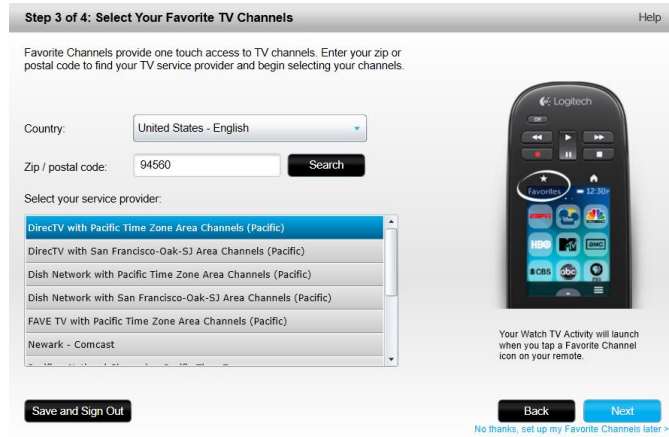 Step 3 of 4: Select Your Favorite TV Channels
Help
Favorite Channels provide one touch access to TV channels. Enter your zip or
postal code to find your TV service provider and begin selecting your channels.
Country:
United States - English
Zip / postal code:
94560
Search
Select your service provider:
DirecTV with Pacific Time Zone Area Channels (Pacific)
DirecTV with San Francisco-Oak-SJ Area Channels (Pacific)
Dish Network with Pacific Time Zone Area Channels (Pacific)
Dish Network with San Francisco-Oak-SJ Area Channels (Pacific)
FAVE TV with Pacific Time Zone Area Channels (Pacific)
Newark - Comcast
Logitech
Off
Favorites
12:30
HBO
MTV
amc
CBS
abc
Your Watch TV Activity will launch
when you tap a Favorite Channel
icon on your remote.
Save and Sign Out
Back
Next
No thanks, set up my Favorite Channels later >